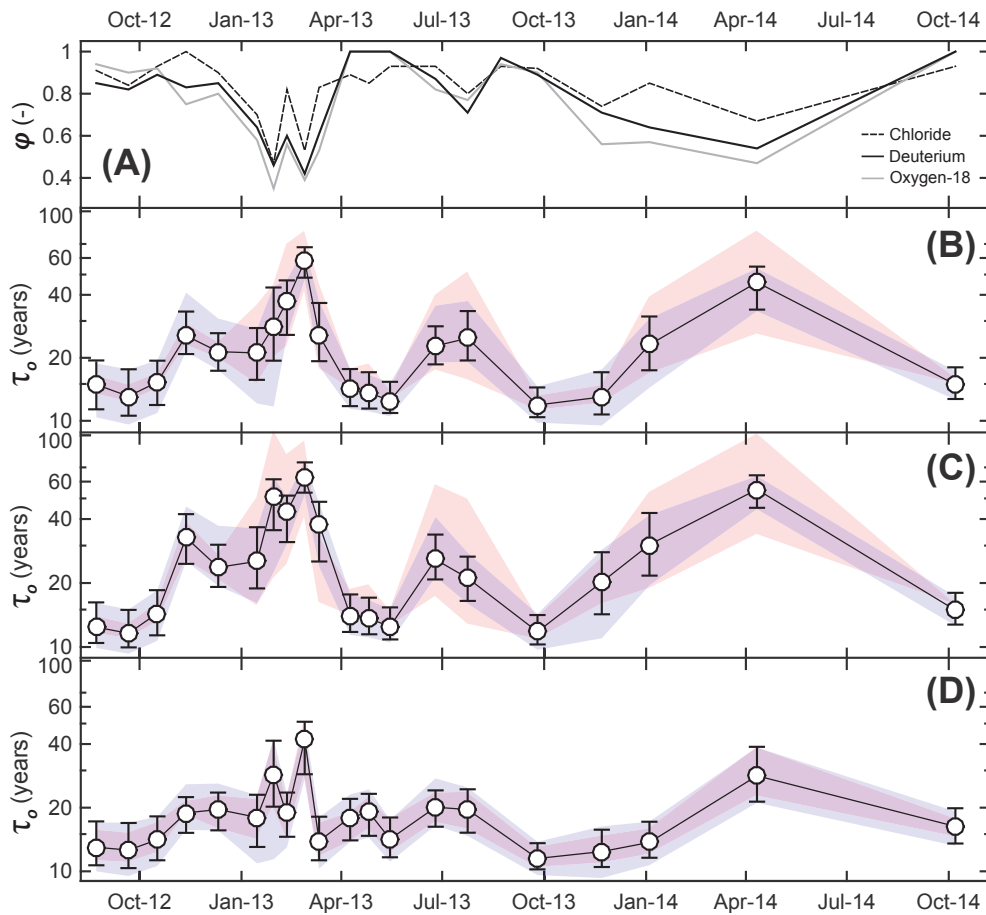 Oct-12 Jan-13 Apr-13 Jul-13 Oct-13 Jan-14 Apr-14 Jul-14 Oct-14
1
0.8
0.6
0.4
φ (-)
(A)
Chloride
Deuterium
Oxygen-18
100
60
40
20
10
τo (years)
(B)
100
60
40
20
10
τo (years)
(C)
100
60
40
20
10
τo (years)
(D)
Oct-12 Jan-13 Apr-13 Jul-13 Oct-13 Jan-14 Apr-14 Jul-14 Oct-14